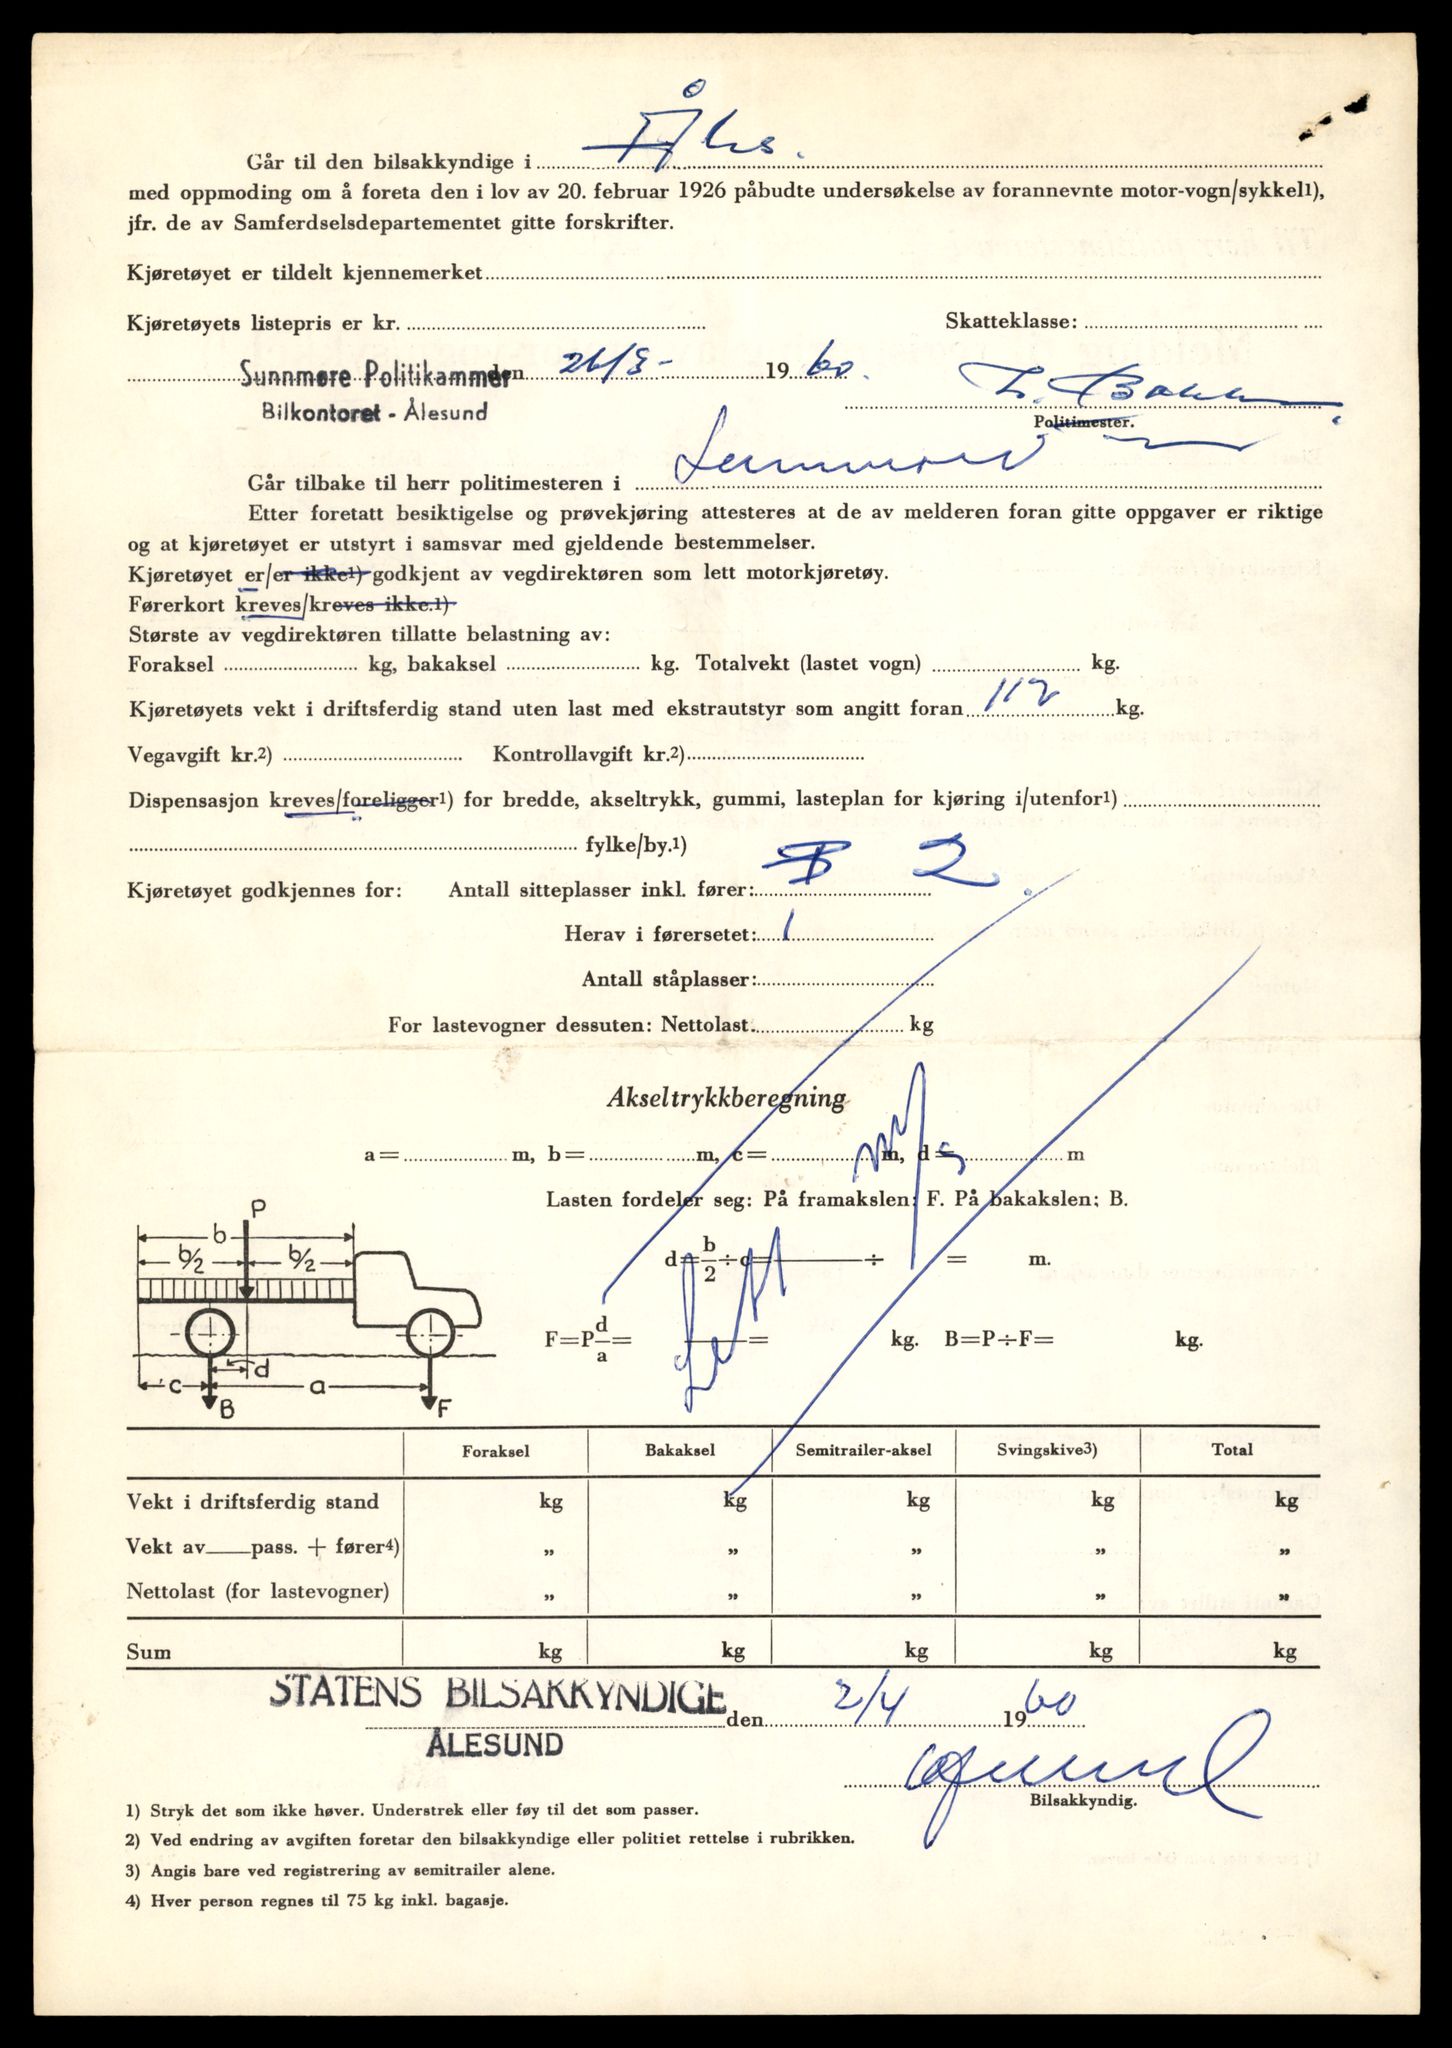 Går til den bilsakkyndige i Åls.
med oppmoding om å foreta den i lov av 20. februar 1926 påbudte undersøkelse av forannevnte motor-vogn/sykkel1),
jfr. de av Samferdselsdepartementet gitte forskrifter.
Kjøretøyet er tildelt kjennemerket
Kjøretøyets listepris er kr. Skatteklasse:
Sunnmøre Politikammer den 26/3- 1960.
Bilkontoret - Ålesund
Politimester.
Går tilbake til herr politimesteren i
Etter foretatt besiktigelse og prøvekjøring attesteres at de av melderen foran gitte oppgaver er riktige
og at kjøretøyet er utstyrt i samsvar med gjeldende bestemmelser.
Kjøretøyet er/er ikke1) godkjent av vegdirektøren som lett motorkjøretøy.
Førerkort kreves/kreves ikke.1)
Største av vegdirektøren tillatte belastning av:
Foraksel kg, bakaksel kg. Totalvekt (lastet vogn) kg.
Kjøretøyets vekt i driftsferdig stand uten last med ekstrautstyr som angitt foran 112 kg.
Vegavgift kr.2) Kontrollavgift kr.2)
Dispensasjon kreves/foreligger1) for bredde, akseltrykk, gummi, lasteplan for kjøring i/utenfor1)
fylke/by.1)
Kjøretøyet godkjennes for: Antall sitteplasser inkl. fører: 2.
Herav i førersetet: 1
Antall ståplasser:
For lastevogner dessuten: Nettolast. kg
Akseltrykkberegning
a= m, b= m, c= m, d= m
Lasten fordeler seg: På framakslen; F. På bakakslen; B.
P
b
b/2 b/2
d=b/2÷c= ÷ = m.
F=P d/a= = kg. B=P÷F= kg.
Lett m/s
c d a
B F
Foraksel Bakaksel Semitrailer-aksel Svingskive3) Total
Vekt i driftsferdig stand kg kg kg kg kg
Vekt av pass. + fører4) „ „ „ „ „
Nettolast (for lastevogner) „ „ „ „ „
Sum kg kg kg kg kg
STATENS BILSAKKYNDIGE den 2/4 1960
ÅLESUND
Bilsakkyndig.
1) Stryk det som ikke høver. Understrek eller føy til det som passer.
2) Ved endring av avgiften foretar den bilsakkyndige eller politiet rettelse i rubrikken.
3) Angis bare ved registrering av semitrailer alene.
4) Hver person regnes til 75 kg inkl. bagasje.